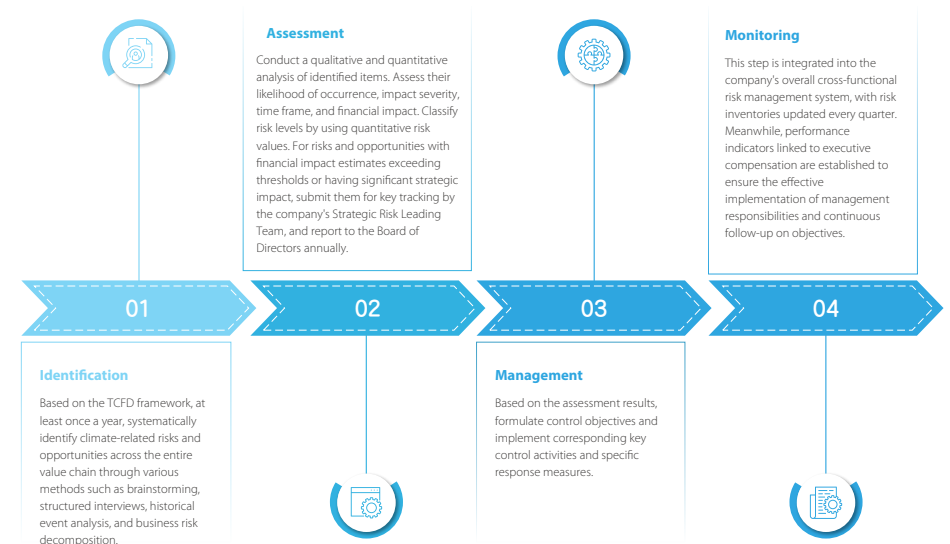 Assessment
Conduct a qualitative and quantitative
analysis of identified items. Assess their
likelihood of occurrence, impact severity,
time frame, and financial impact. Classify
risk levels by using quantitative risk
values. For risks and opportunities with
financial impact estimates exceeding
thresholds or having significant strategic
impact, submit them for key tracking by
the company's Strategic Risk Leading
Team, and report to the Board of
Directors annually.
Monitoring
This step is integrated into the
company's overall cross-functional
risk management system, with risk
inventories updated every quarter.
Meanwhile, performance
indicators linked to executive
compensation are established to
ensure the effective
implementation of management
responsibilities and continuous
follow-up on objectives.
01
02
03
04
Identification
Based on the TCFD framework, at
least once a year, systematically
identify climate-related risks and
opportunities across the entire
value chain through various
methods such as brainstorming,
structured interviews, historical
event analysis, and business risk
decomposition.
Management
Based on the assessment results,
formulate control objectives and
implement corresponding key
control activities and specific
response measures.